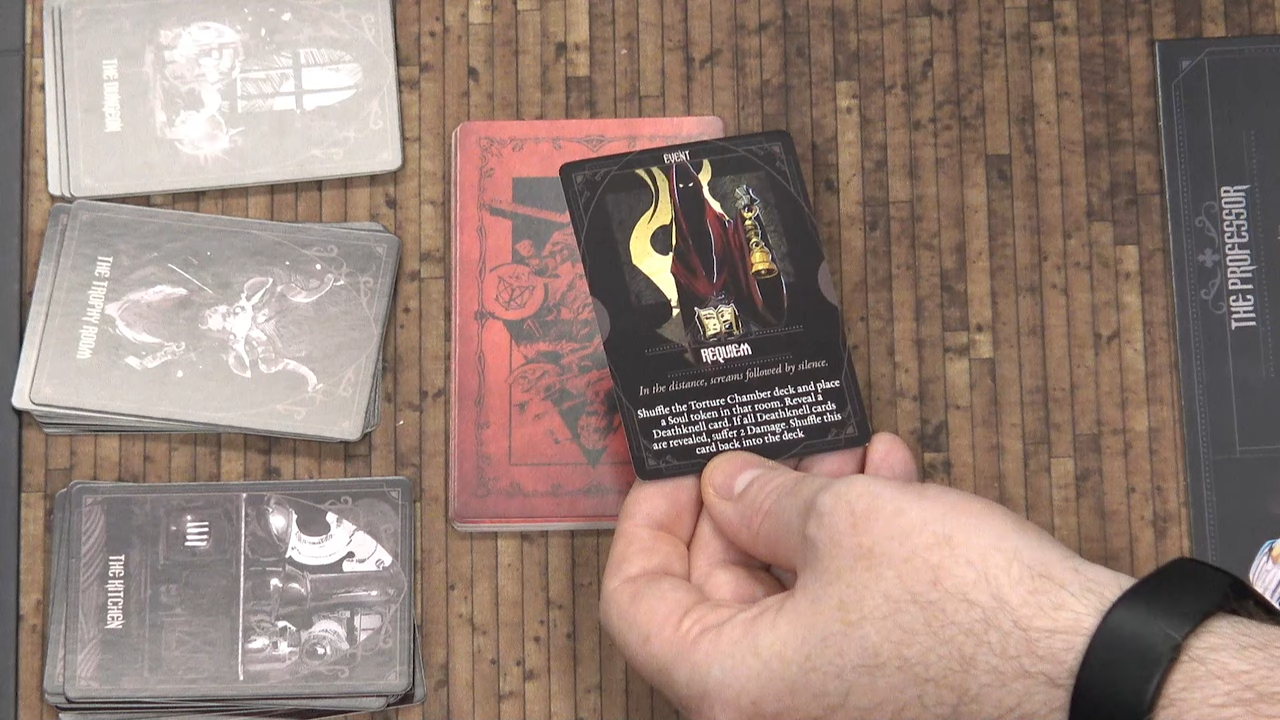 THE DUNGEON
THE TROPHY ROOM
THE KITCHEN
EVENT
REQUIEM
In the distance, screams followed by silence.
Shuffle the Torture Chamber deck and place
a Soul token in that room. Reveal a
Deathknell card. If all Deathknell cards
are revealed, suffer 2 Damage. Shuffle this
card back into the deck
THE PROFESSOR